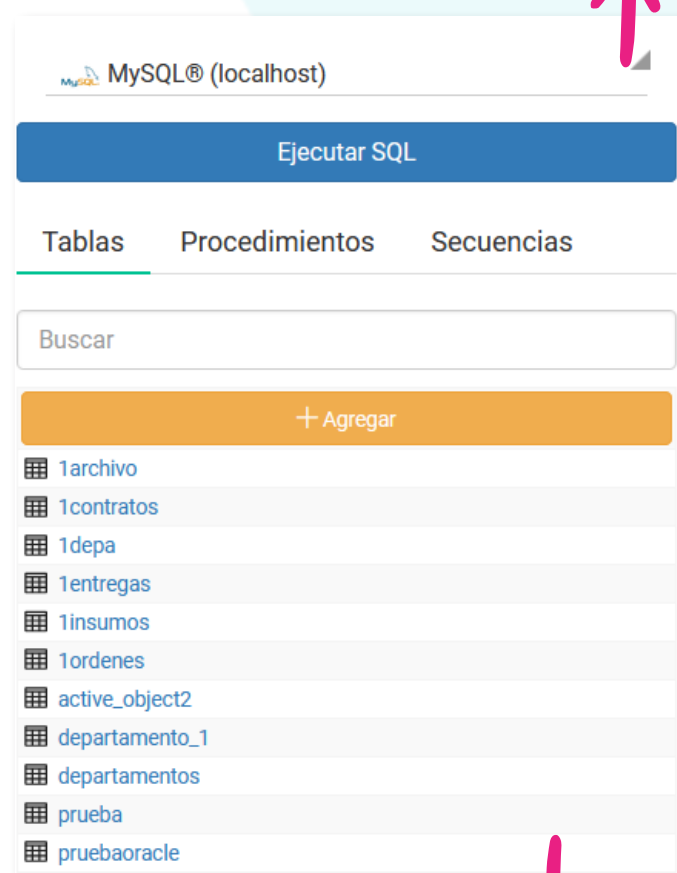 MySQL MySQL® (localhost)
Ejecutar SQL
Tablas Procedimientos Secuencias
Buscar
+ Agregar
1archivo
1contratos
1depa
1entregas
1insumos
1ordenes
active_object2
departamento_1
departamentos
prueba
pruebaoracle